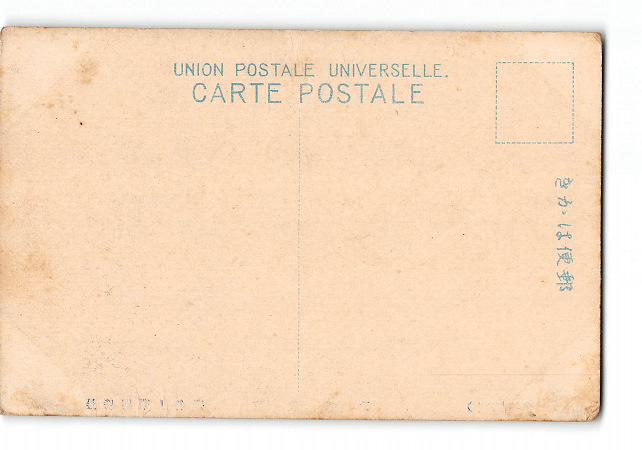 UNION POSTALE UNIVERSELLE.
CARTE POSTALE
きかは便郵